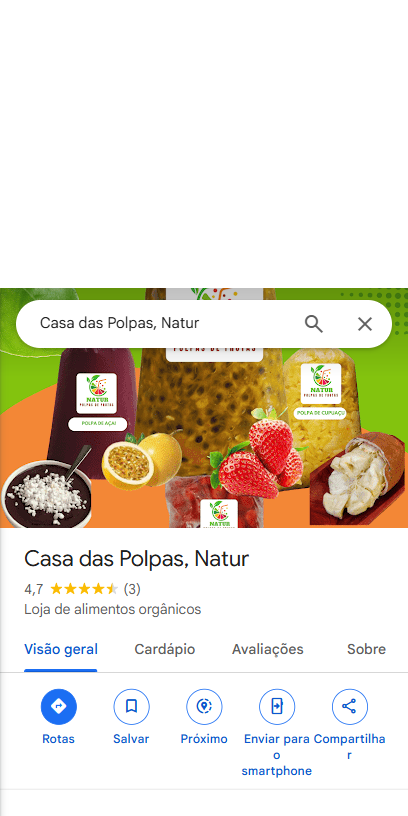 Casa das Polpas, Natur
POLPAS DE FRUTAS
NATUR
POLPAS DE FRUTAS
POLPA DE AÇAÍ
NATUR
POLPAS DE FRUTAS
POLPA DE CUPUAÇU
NATUR
Casa das Polpas, Natur
4,7 (3)
Loja de alimentos orgânicos
Visão geral Cardápio Avaliações Sobre
Rotas Salvar Próximo Enviar para o smartphone Compartilhar